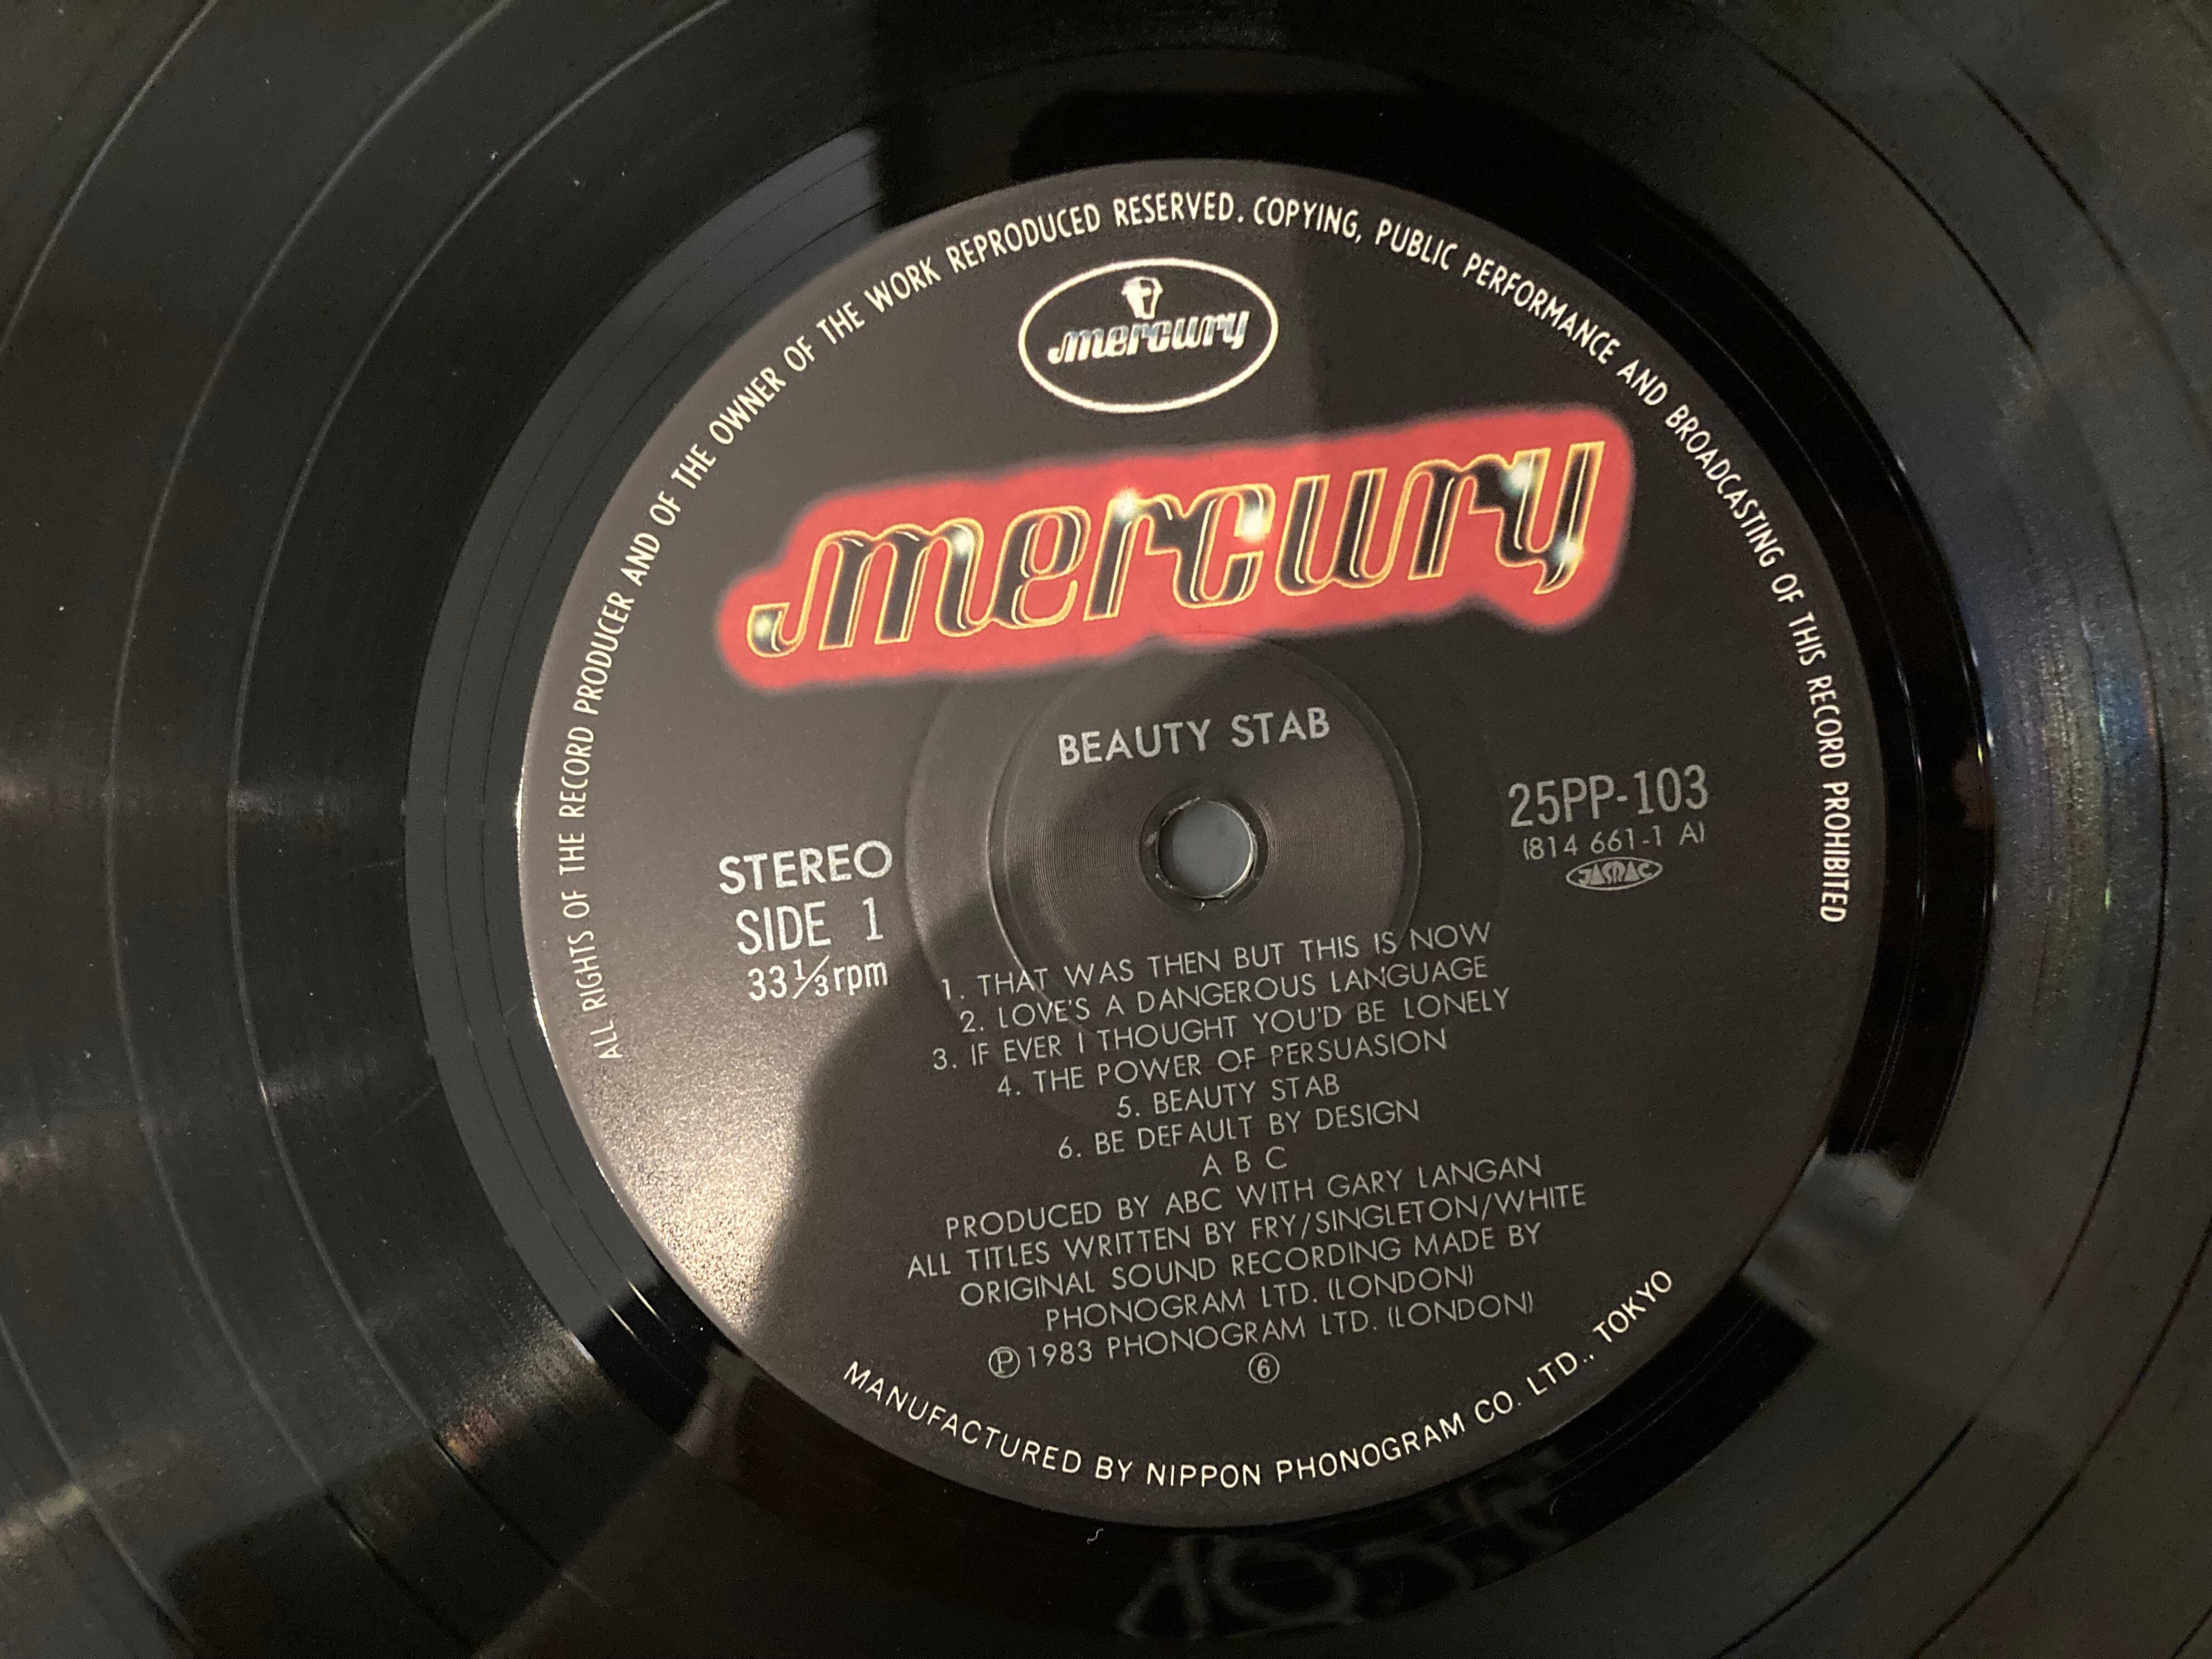 ALL RIGHTS OF THE RECORD PRODUCER AND OF THE OWNER OF THE WORK REPRODUCED RESERVED. COPYING, PUBLIC PERFORMANCE AND BROADCASTING OF THIS RECORD PROHIBITED
mercury
mercury
BEAUTY STAB
25PP-103
(814 661-1 A)
JASRAC
STEREO
SIDE 1
33 1/3 rpm
1. THAT WAS THEN BUT THIS IS NOW
2. LOVE'S A DANGEROUS LANGUAGE
3. IF EVER I THOUGHT YOU'D BE LONELY
4. THE POWER OF PERSUASION
5. BEAUTY STAB
6. BE DEFAULT BY DESIGN
A B C
PRODUCED BY ABC WITH GARY LANGAN
ALL TITLES WRITTEN BY FRY/SINGLETON/WHITE
ORIGINAL SOUND RECORDING MADE BY
PHONOGRAM LTD. (LONDON)
Ⓟ 1983 PHONOGRAM LTD. (LONDON)
⑥
MANUFACTURED BY NIPPON PHONOGRAM CO. LTD., TOKYO